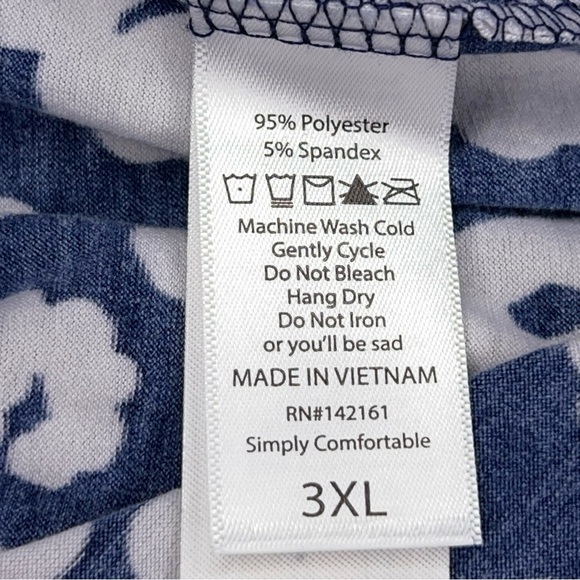 95% Polyester
5% Spandex
Machine Wash Cold
Gently Cycle
Do Not Bleach
Hang Dry
Do Not Iron
or you'll be sad
MADE IN VIETNAM
RN#142161
Simply Comfortable
3XL